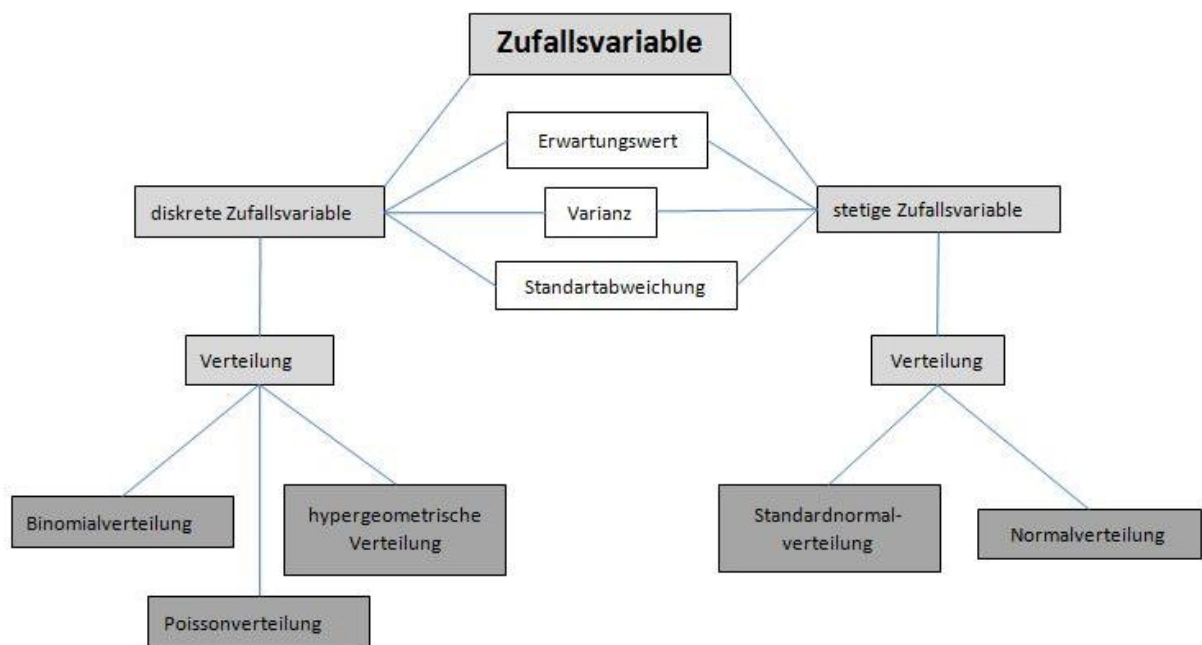 Zufallsvariable
Erwartungswert
diskrete Zufallsvariable
Varianz
stetige Zufallsvariable
Standartabweichung
Verteilung
Verteilung
Binomialverteilung
hypergeometrische
Verteilung
Poissonverteilung
Standardnormal-
verteilung
Normalverteilung